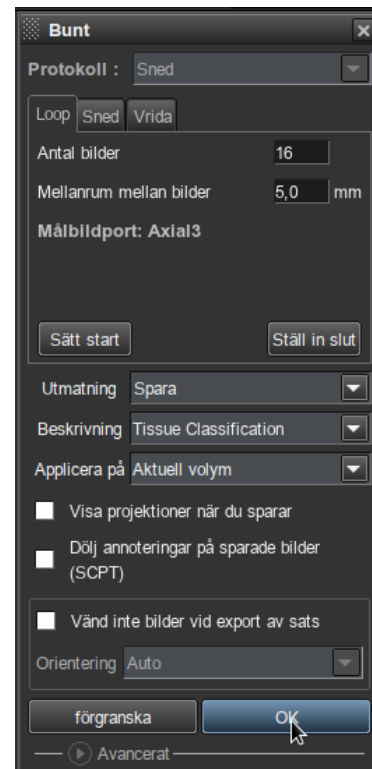 Bunt
Protokoll : Sned
Loop Sned Vrida
Antal bilder 16
Mellanrum mellan bilder 5,0 mm
Målbildport: Axial3
Sätt start Ställ in slut
Utmatning Spara
Beskrivning Tissue Classification
Applicera på Aktuell volym
Visa projektioner när du sparar
Dölj annoteringar på sparade bilder
(SCPT)
Vänd inte bilder vid export av sats
Orientering Auto
förgranska OK
Avancerat